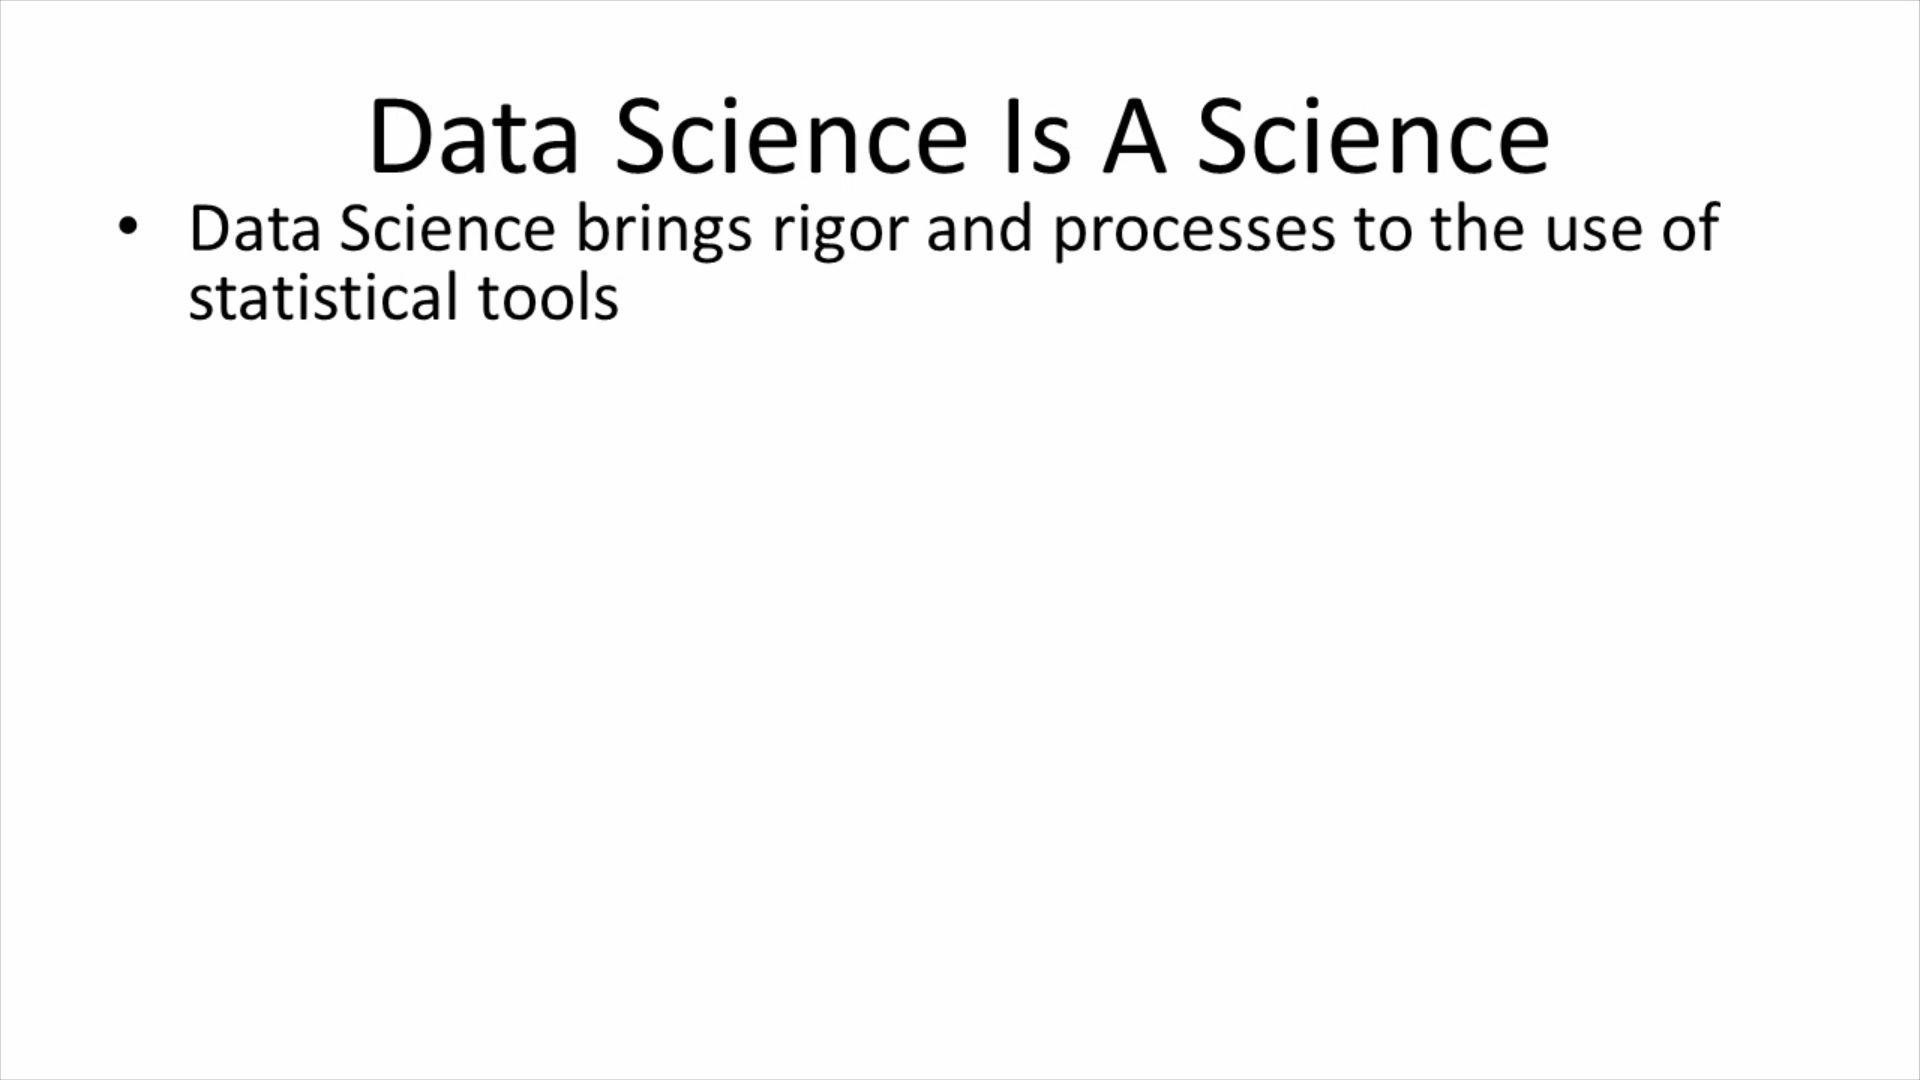 Data Science Is A Science
• Data Science brings rigor and processes to the use of
statistical tools